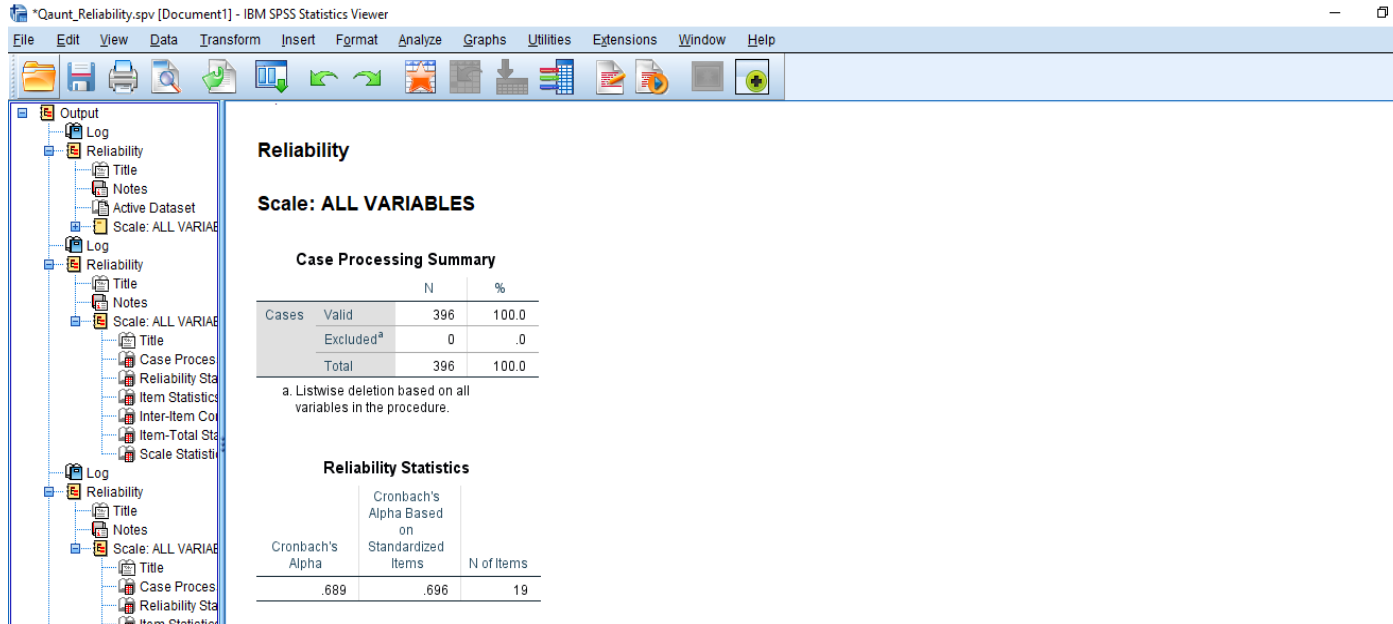 *Qaunt_Reliability.spv [Document1] - IBM SPSS Statistics Viewer
File Edit View Data Transform Insert Format Analyze Graphs Utilities Extensions Window Help
Output
Log
Reliability
Title
Notes
Active Dataset
Scale: ALL VARIAB
Log
Reliability
Title
Notes
Scale: ALL VARIAB
Title
Case Proces
Reliability Sta
Item Statistics
Inter-Item Cor
Item-Total Sta
Scale Statisti
Log
Reliability
Title
Notes
Scale: ALL VARIAB
Title
Case Proces
Reliability Sta
Item Statistics
Reliability
Scale: ALL VARIABLES
Case Processing Summary
N %
Cases Valid 396 100.0
Excludedᵃ 0 .0
Total 396 100.0
a. Listwise deletion based on all
variables in the procedure.
Reliability Statistics
Cronbach's
Alpha
Cronbach's
Alpha Based
on
Standardized
Items
N of Items
.689 .696 19